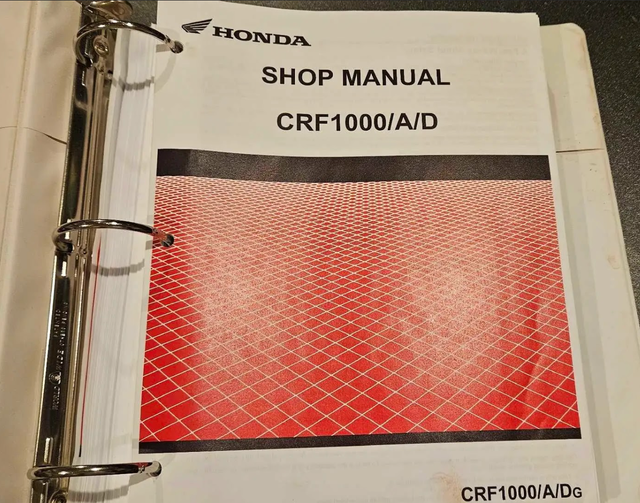 HONDA
SHOP MANUAL
CRF1000/A/D
CRF1000/A/DG